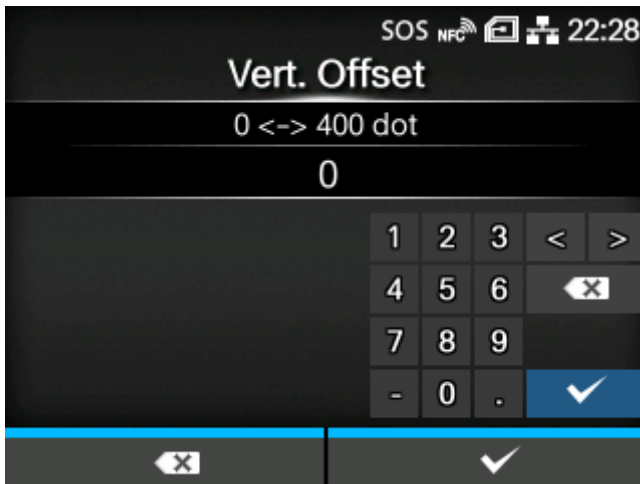 SOS NFC 22:28
Vert. Offset
0 <-> 400 dot
0
1 2 3 < >
4 5 6
7 8 9
- 0 .